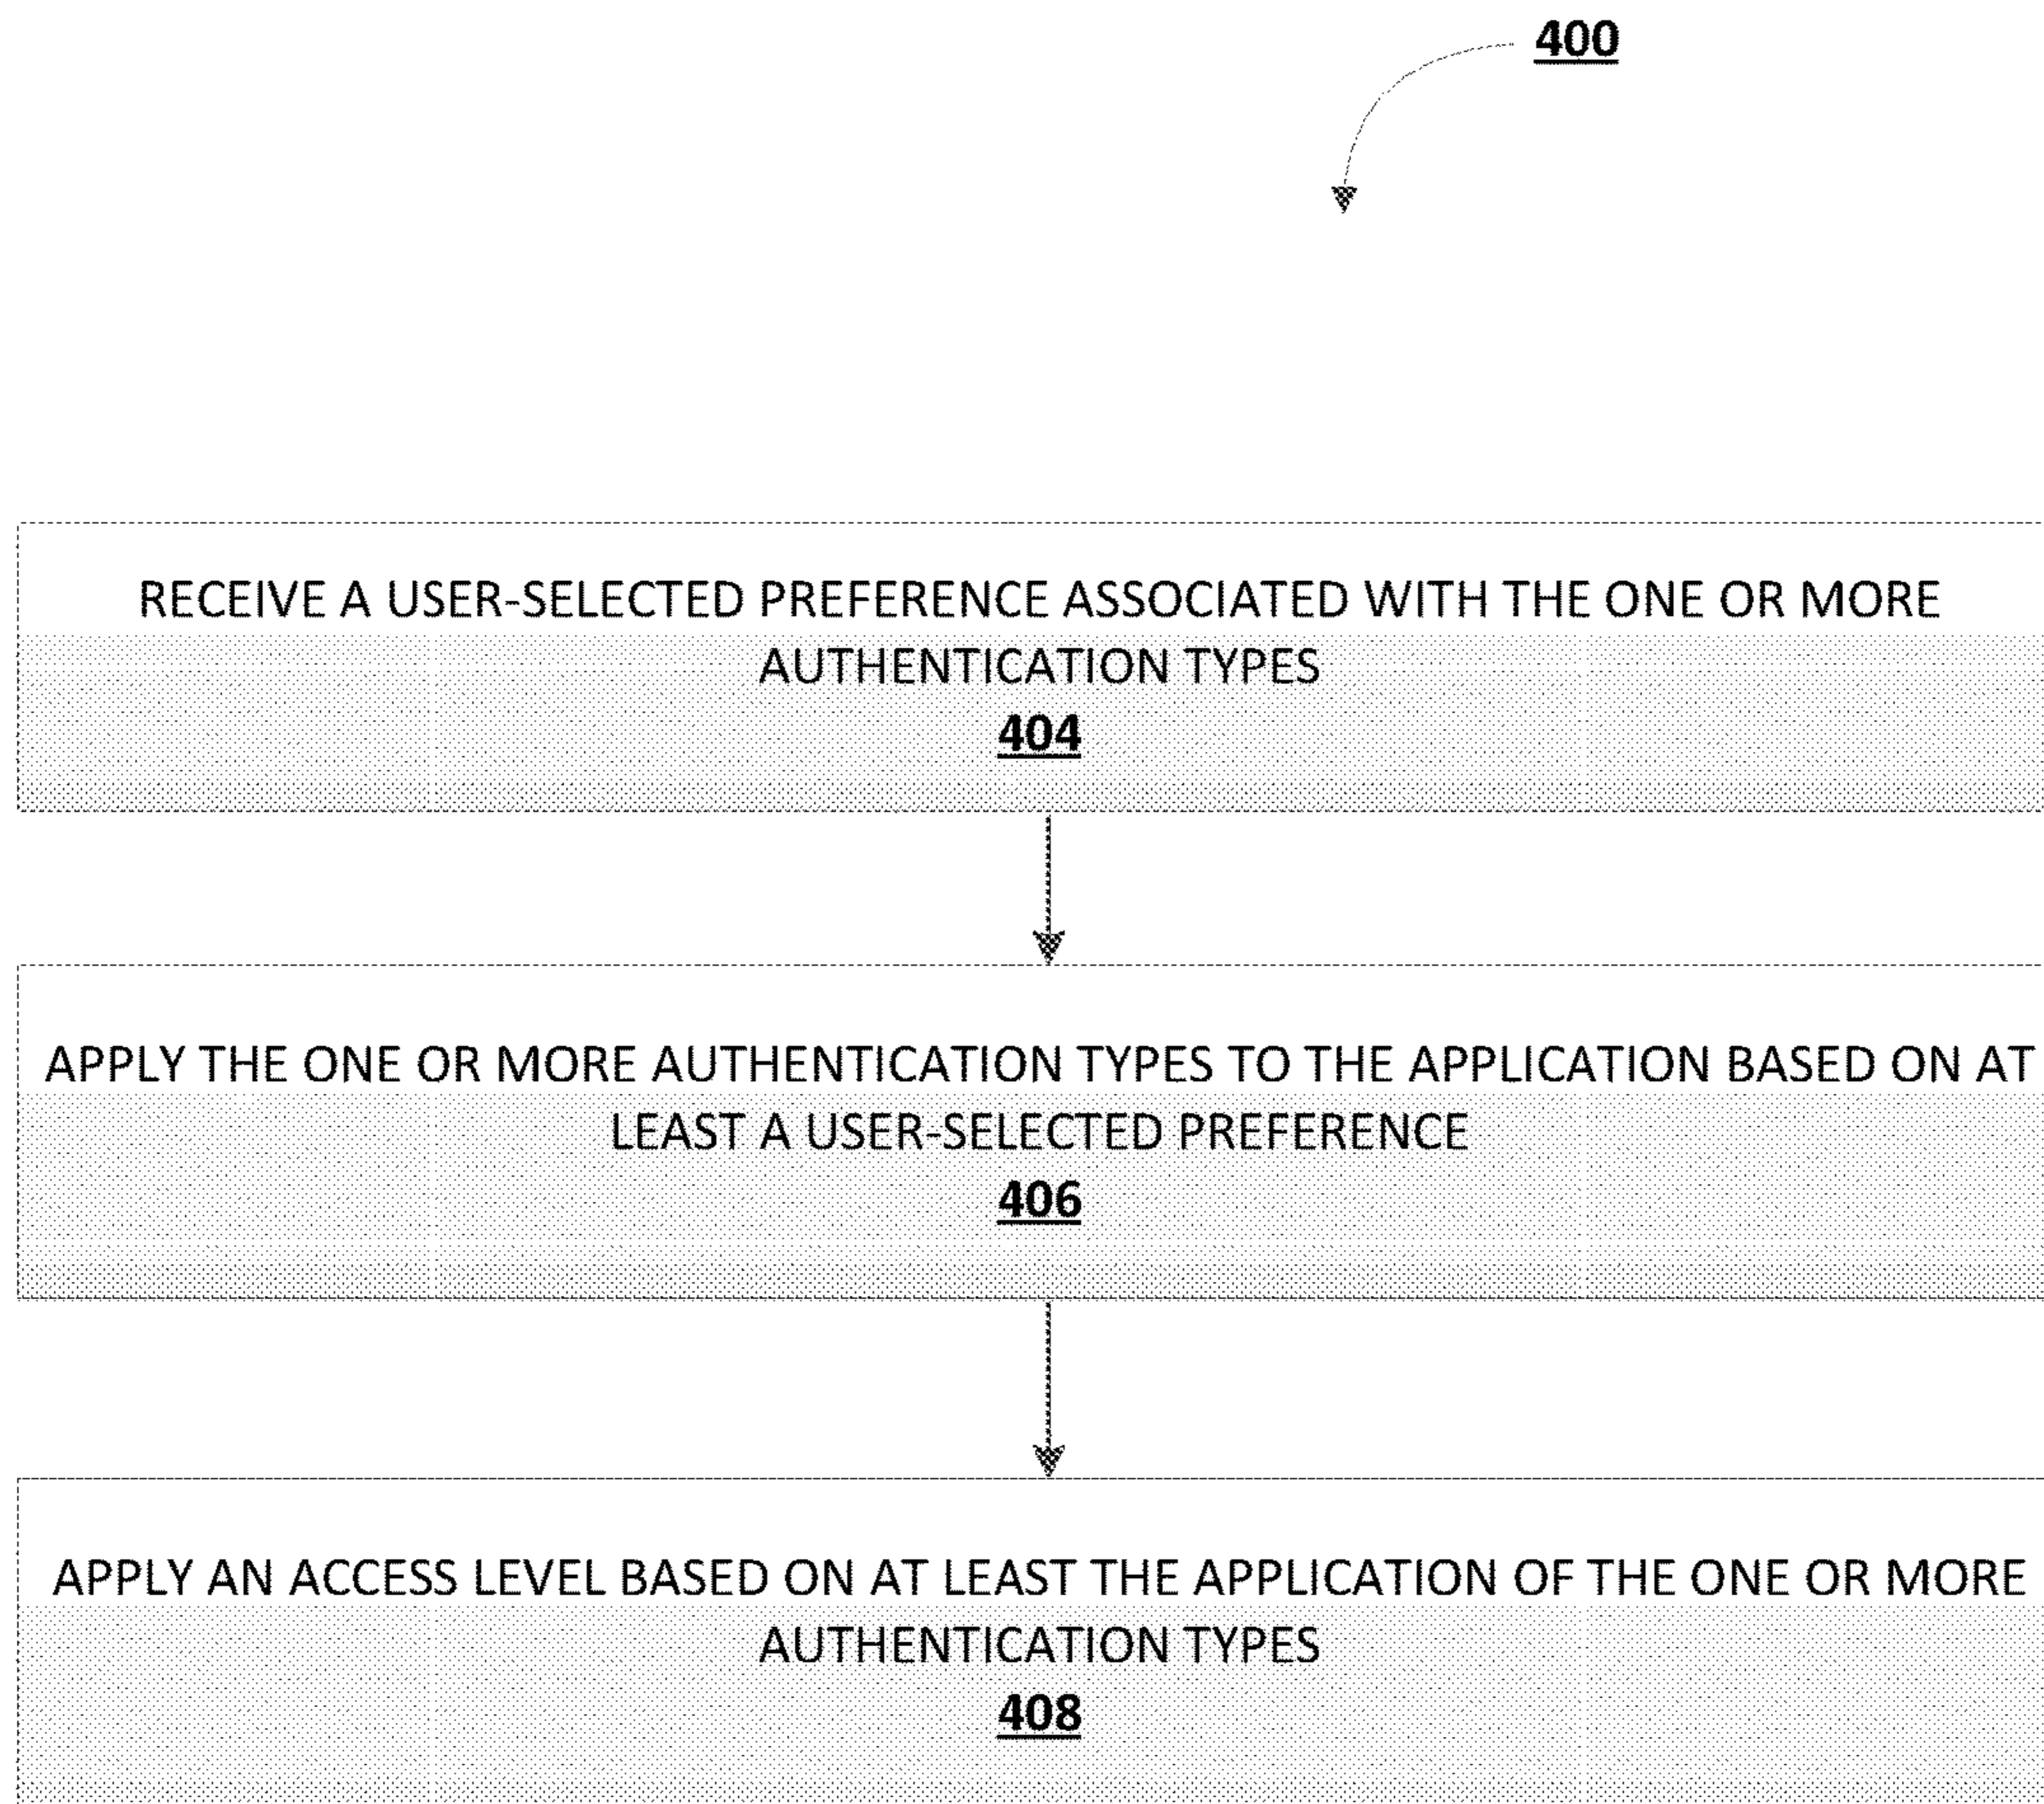 400
RECEIVE A USER-SELECTED PREFERENCE ASSOCIATED WITH THE ONE OR MORE
AUTHENTICATION TYPES
404
APPLY THE ONE OR MORE AUTHENTICATION TYPES TO THE APPLICATION BASED ON AT
LEAST A USER-SELECTED PREFERENCE
406
APPLY AN ACCESS LEVEL BASED ON AT LEAST THE APPLICATION OF THE ONE OR MORE
AUTHENTICATION TYPES
408